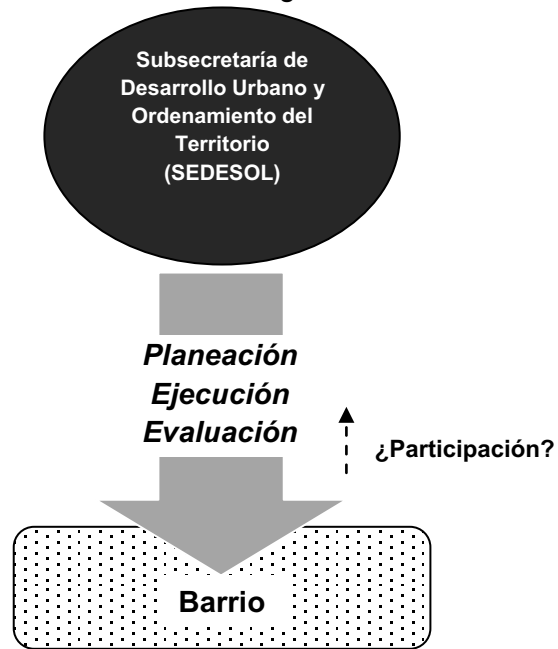 Subsecretaría de
Desarrollo Urbano y
Ordenamiento del
Territorio
(SEDESOL)
Planeación
Ejecución
Evaluación
¿Participación?
Barrio